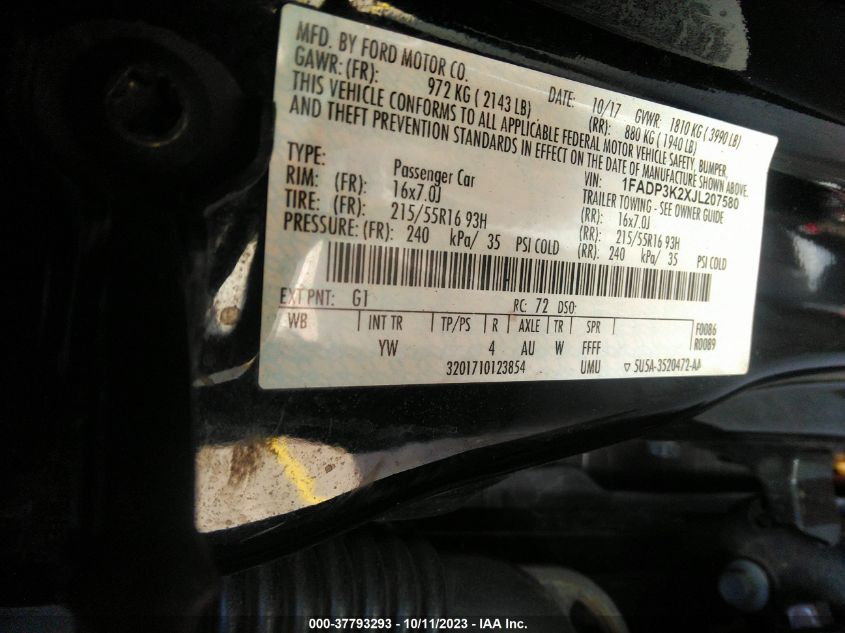 MFD. BY FORD MOTOR CO.
DATE: 10/17 GVWR: 1810 KG ( 3990 LB)
GAWR: (FR): 972 KG ( 2143 LB) (RR): 880 KG ( 1940 LB)
THIS VEHICLE CONFORMS TO ALL APPLICABLE FEDERAL MOTOR VEHICLE SAFETY, BUMPER,
AND THEFT PREVENTION STANDARDS IN EFFECT ON THE DATE OF MANUFACTURE SHOWN ABOVE.
VIN: 1FADP3K2XJL207580
TYPE: Passenger Car TRAILER TOWING - SEE OWNER GUIDE
RIM: (FR): 16x7.0J (RR): 16x7.0J
TIRE: (FR): 215/55R16 93H (RR): 215/55R16 93H
PRESSURE: (FR): 240 kPa/ 35 PSI COLD (RR): 240 kPa/ 35 PSI COLD
EXT PNT: G1 RC: 72 DSO:
WB INT TR TP/PS R AXLE TR SPR F0086
YW 4 AU W FFFF R0089
3201710123854 UMU ▽ 5U5A-3520472-AA
000-37793293 - 10/11/2023 - IAA Inc.